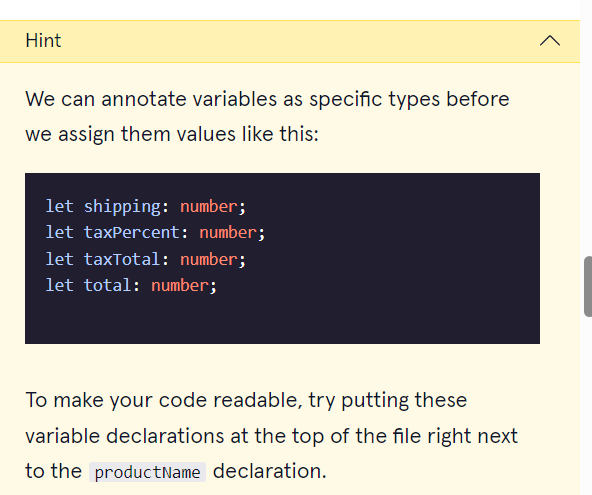 Hint
We can annotate variables as specific types before
we assign them values like this:
let shipping: number;
let taxPercent: number;
let taxTotal: number;
let total: number;
To make your code readable, try putting these
variable declarations at the top of the file right next
to the productName declaration.